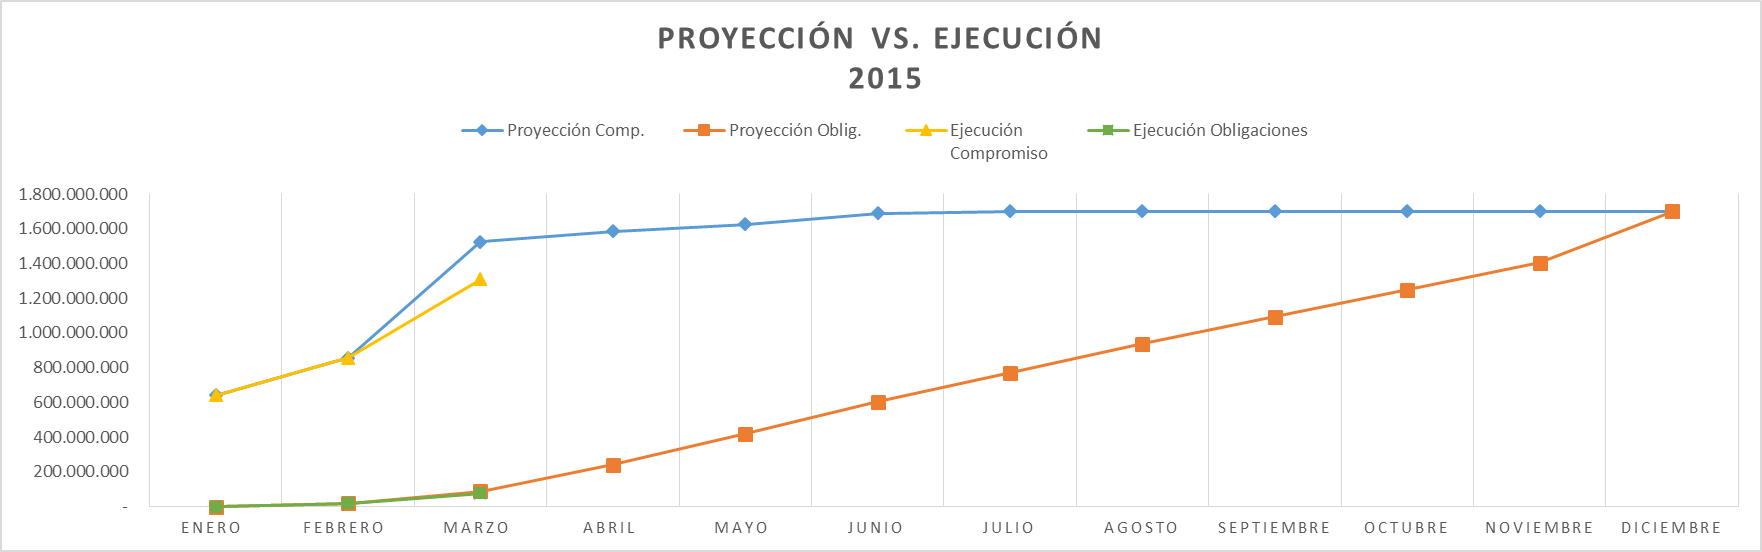 PROYECCIÓN VS. EJECUCIÓN
2015
Proyección Comp.
Proyección Oblig.
Ejecución
Compromiso
Ejecución Obligaciones
1.800.000.000
1.600.000.000
1.400.000.000
1.200.000.000
1.000.000.000
800.000.000
600.000.000
400.000.000
200.000.000
-
ENERO FEBRERO MARZO ABRIL MAYO JUNIO JULIO AGOSTO SEPTIEMBRE OCTUBRE NOVIEMBRE DICIEMBRE